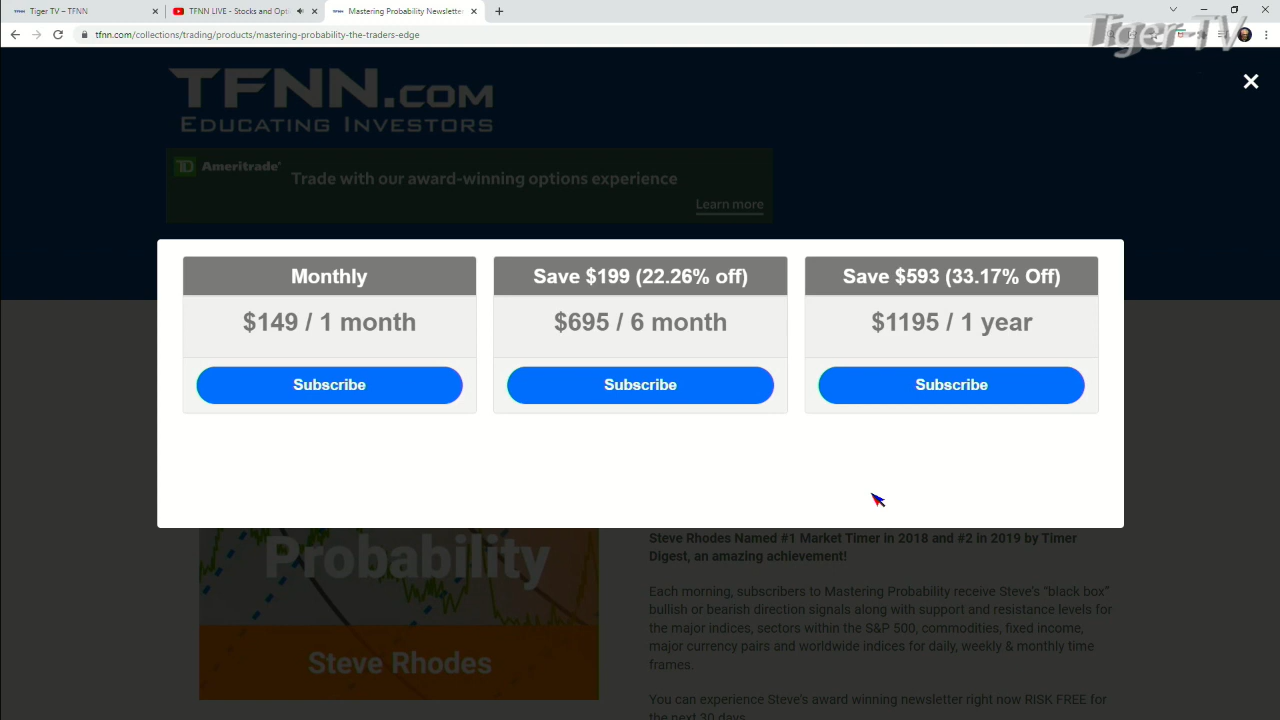 Tiger TV – TFNN
TFNN LIVE - Stocks and Opti
Mastering Probability Newsletter
tfnn.com/collections/trading/products/mastering-probability-the-traders-edge
Tiger TV
TFNN.com
Educating Investors
TD Ameritrade
Trade with our award-winning options experience
Learn more
Monthly
$149 / 1 month
Subscribe
Save $199 (22.26% off)
$695 / 6 month
Subscribe
Save $593 (33.17% Off)
$1195 / 1 year
Subscribe
Probability
Steve Rhodes
Steve Rhodes Named #1 Market Timer in 2018 and #2 in 2019 by Timer
Digest, an amazing achievement!
Each morning, subscribers to Mastering Probability receive Steve's "black box"
bullish or bearish direction signals along with support and resistance levels for
the major indices, sectors within the S&P 500, commodities, fixed income,
major currency pairs and worldwide indices for daily, weekly & monthly time
frames.
You can experience Steve's award winning newsletter right now RISK FREE for
the next 30 days